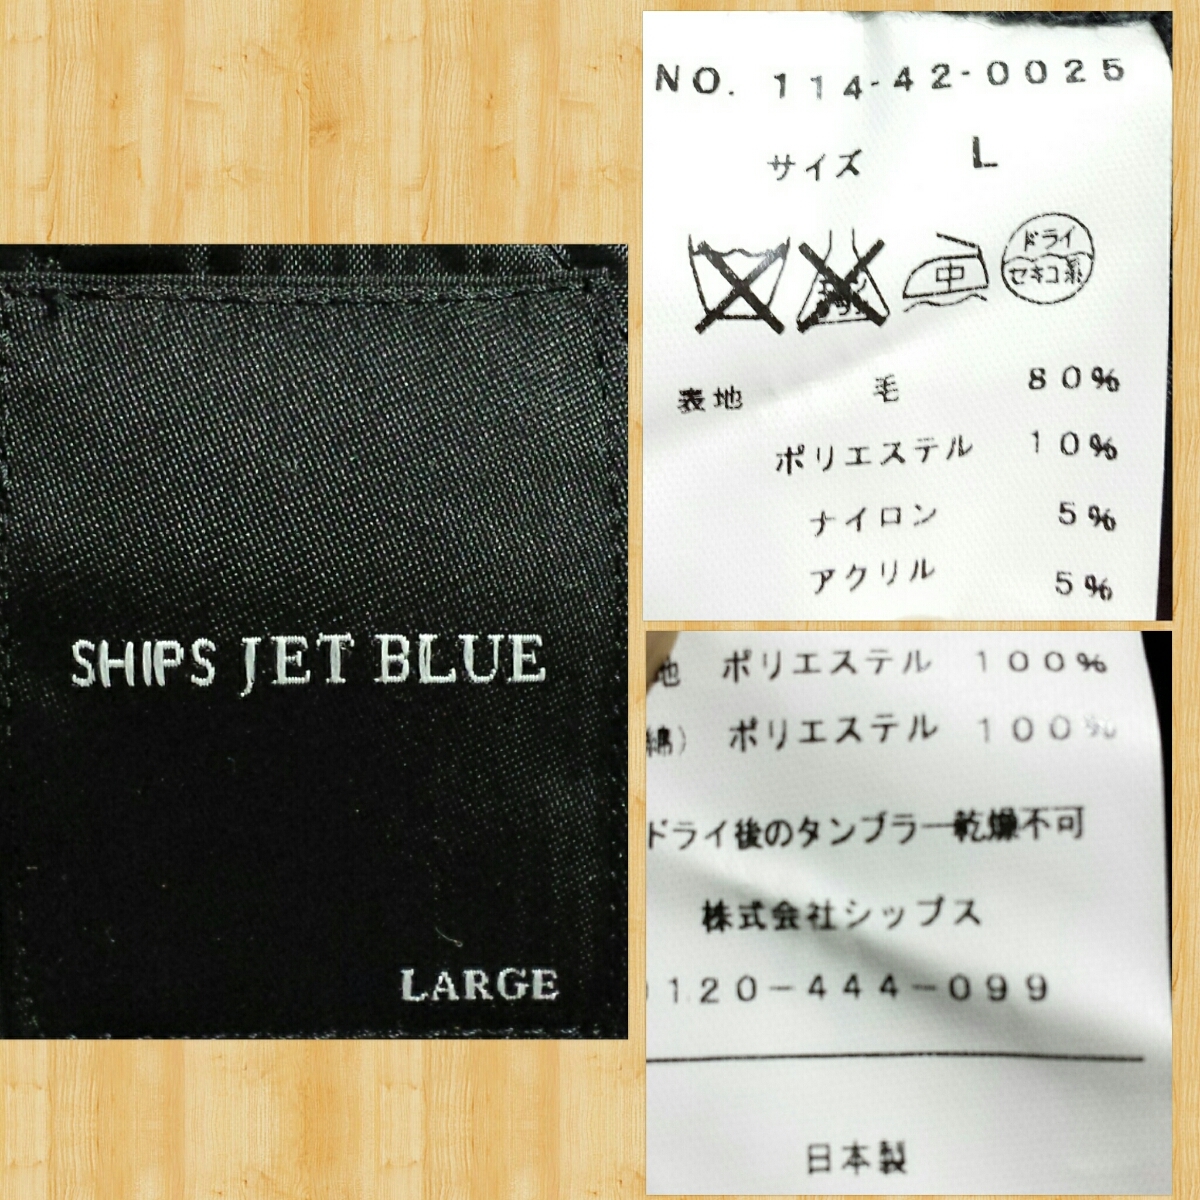 SHIPS JET BLUE
LARGE
NO. 114-42-0025
サイズ L
中
ドライ
セキユ系
表地 毛 80%
ポリエステル 10%
ナイロン 5%
アクリル 5%
地 ポリエステル 100%
綿) ポリエステル 100%
ドライ後のタンブラー乾燥不可
株式会社シップス
0120-444-099
日本製